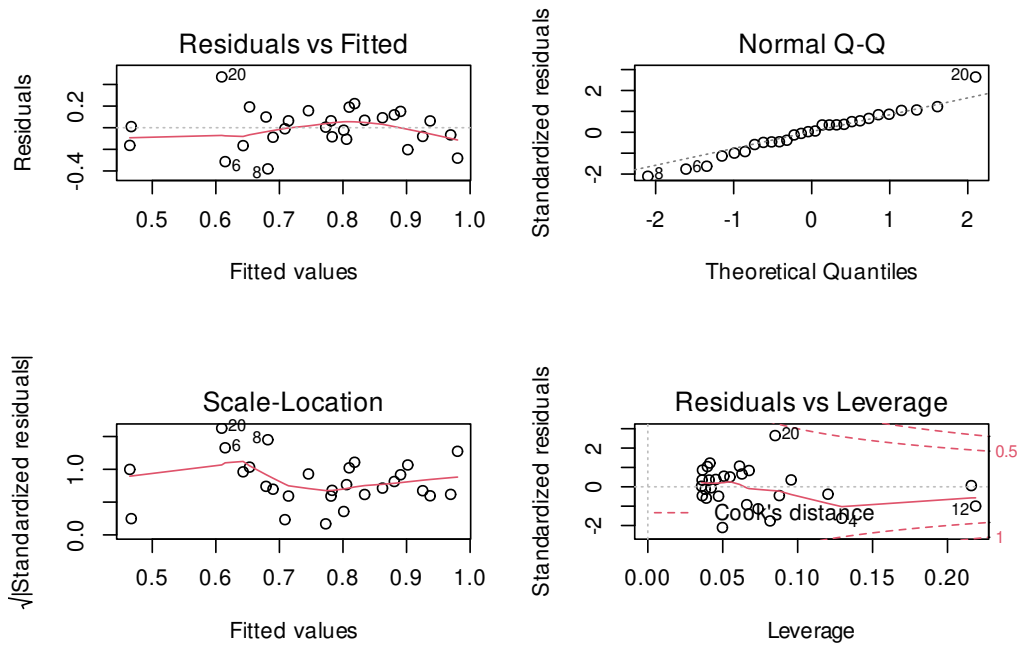 Residuals vs Fitted
Residuals
0.2
-0.4
20
6
8
0.5 0.6 0.7 0.8 0.9 1.0
Fitted values
Normal Q-Q
Standardized residuals
2
0
-2
20
8
6
-2 -1 0 1 2
Theoretical Quantiles
Scale-Location
√|Standardized residuals|
1.0
0.0
20
6
8
0.5 0.6 0.7 0.8 0.9 1.0
Fitted values
Residuals vs Leverage
Standardized residuals
2
0
2
20
0.5
Cook's distance
4
12
1
0.00 0.05 0.10 0.15 0.20
Leverage